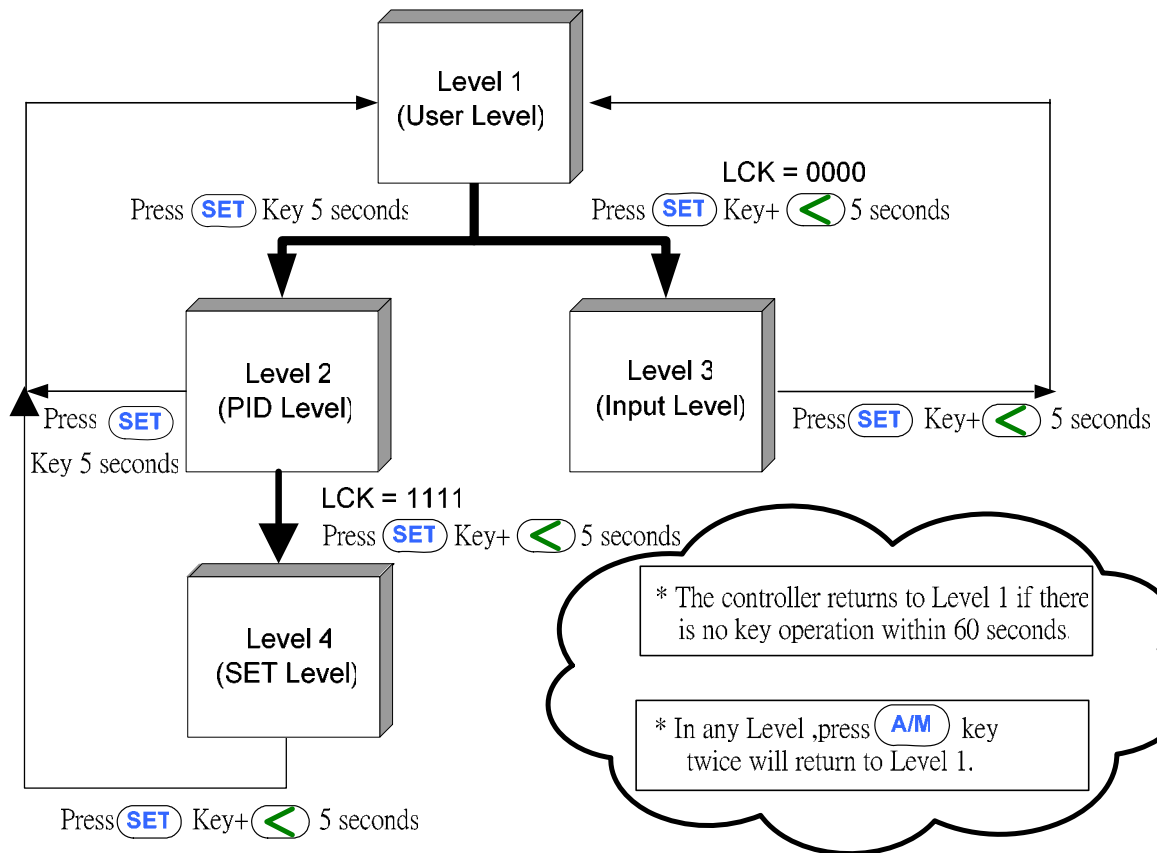 Level 1
(User Level)
LCK = 0000
Press SET Key 5 seconds
Press SET Key+ < 5 seconds
Level 2
(PID Level)
Level 3
(Input Level)
Press SET
Key 5 seconds
Press SET Key+ < 5 seconds
LCK = 1111
Press SET Key+ < 5 seconds
Level 4
(SET Level)
* The controller returns to Level 1 if there
is no key operation within 60 seconds.
* In any Level ,press A/M key
twice will return to Level 1.
Press SET Key+ < 5 seconds